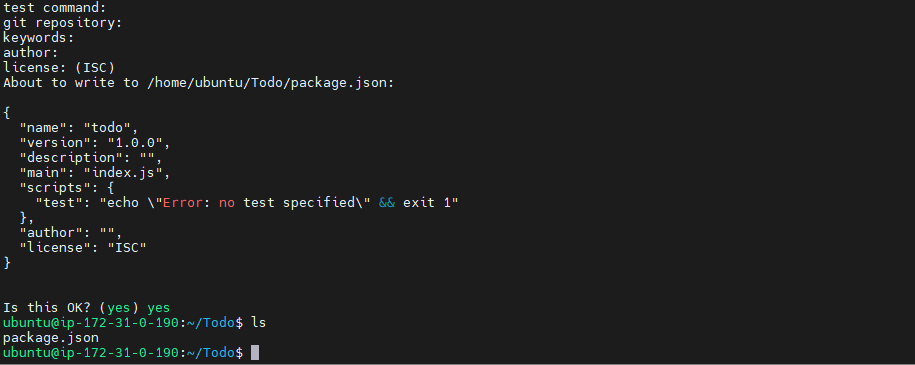 test command:
git repository:
keywords:
author:
license: (ISC)
About to write to /home/ubuntu/Todo/package.json:

{
  "name": "todo",
  "version": "1.0.0",
  "description": "",
  "main": "index.js",
  "scripts": {
    "test": "echo \"Error: no test specified\" && exit 1"
  },
  "author": "",
  "license": "ISC"
}


Is this OK? (yes) yes
ubuntu@ip-172-31-0-190:~/Todo$ ls
package.json
ubuntu@ip-172-31-0-190:~/Todo$